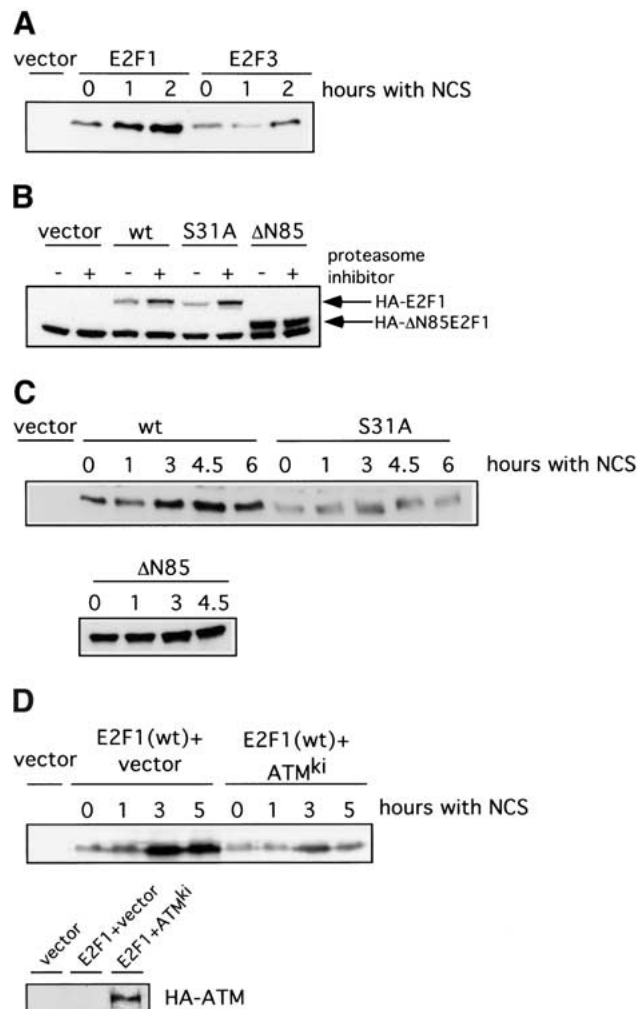 A
vector E2F1 E2F3
0 1 2 0 1 2 hours with NCS
B
vector wt S31A ΔN85
proteasome
- + - + - + - + inhibitor
HA-E2F1
HA-ΔN85E2F1
C
vector wt S31A
0 1 3 4.5 6 0 1 3 4.5 6 hours with NCS
ΔN85
0 1 3 4.5
D
E2F1(wt)+ E2F1(wt)+
vector vector ATMki
0 1 3 5 0 1 3 5 hours with NCS
vector
E2F1+vector
E2F1+ATMki
HA-ATM